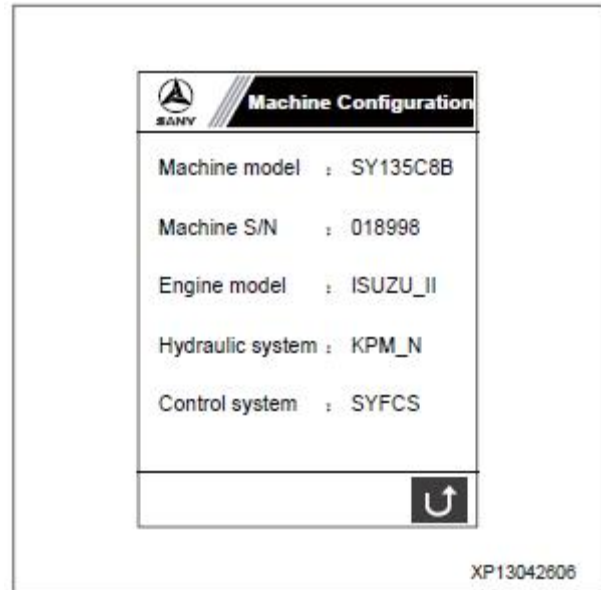 SANY
Machine Configuration
Machine model : SY135C8B
Machine S/N : 018998
Engine model : ISUZU_II
Hydraulic system : KPM_N
Control system : SYFCS
XP13042606